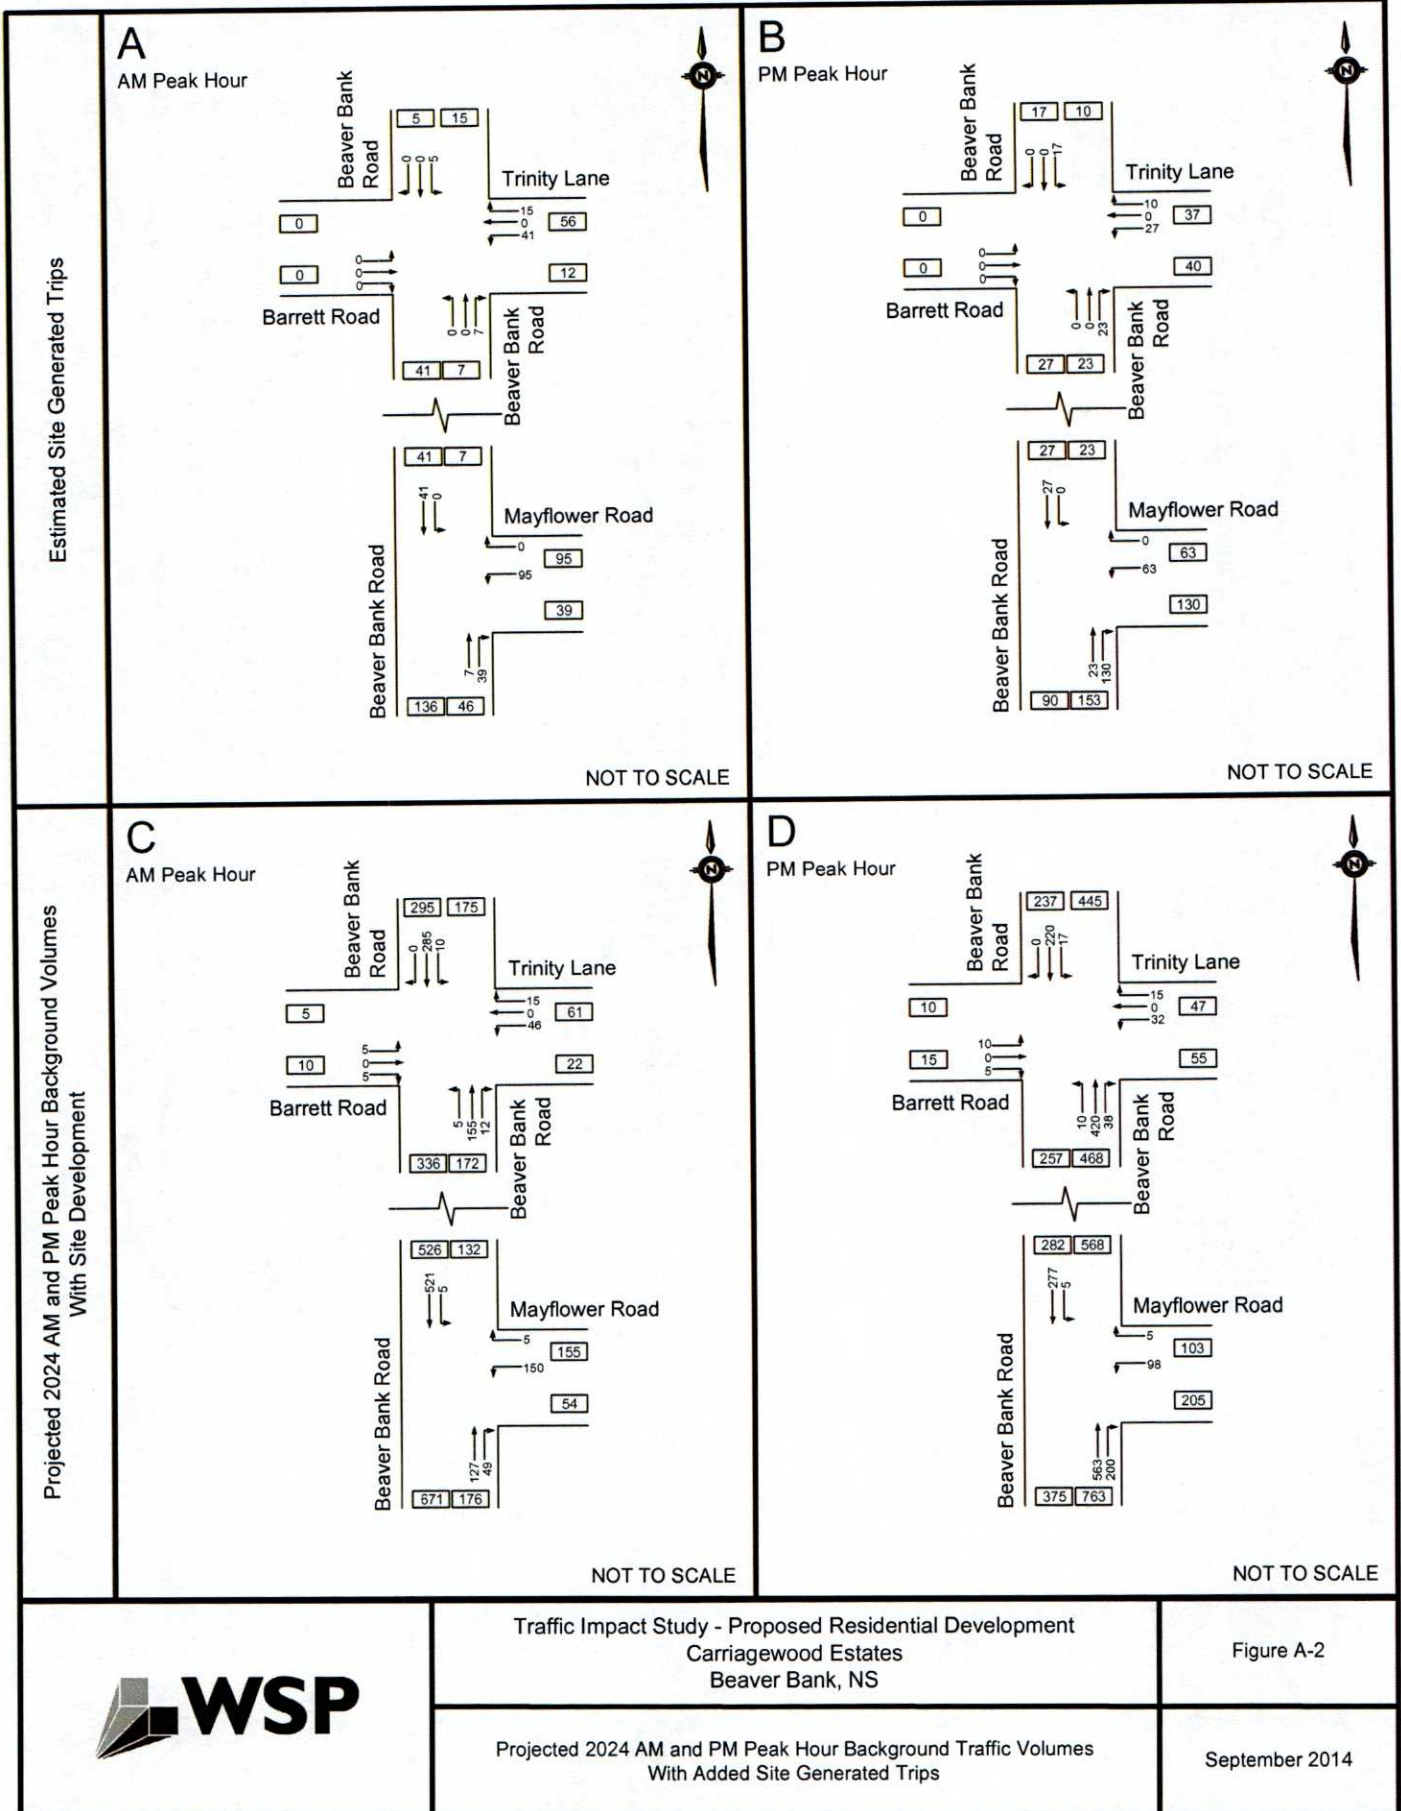 Estimated Site Generated Trips
A
AM Peak Hour
Beaver Bank
Road
5 15
0 0 5
Trinity Lane
0
15
0
41
56
0
0
0
0
12
Barrett Road
0 0 7
Beaver Bank
Road
41 7
41 7
41 0
Mayflower Road
0
95
95
39
Beaver Bank Road
7 39
136 46
NOT TO SCALE
B
PM Peak Hour
Beaver Bank
Road
17 10
0 0 17
Trinity Lane
0
10
0
27
37
0
0
0
0
40
Barrett Road
0 0 23
Beaver Bank
Road
27 23
27 23
27 0
Mayflower Road
0
63
63
130
Beaver Bank Road
23 130
90 153
NOT TO SCALE
Projected 2024 AM and PM Peak Hour Background Volumes
With Site Development
C
AM Peak Hour
Beaver Bank
Road
295 175
0 285 10
Trinity Lane
5
15
0
46
61
10
5
0
5
22
Barrett Road
5 155 12
Beaver Bank
Road
336 172
526 132
521 5
Mayflower Road
5
150
155
54
Beaver Bank Road
127 49
671 176
NOT TO SCALE
D
PM Peak Hour
Beaver Bank
Road
237 445
0 220 17
Trinity Lane
10
15
0
32
47
15
10
0
5
55
Barrett Road
10 420 38
Beaver Bank
Road
257 468
282 568
277 5
Mayflower Road
5
98
103
205
Beaver Bank Road
563 200
375 763
NOT TO SCALE
WSP
Traffic Impact Study - Proposed Residential Development
Carriagewood Estates
Beaver Bank, NS
Figure A-2
Projected 2024 AM and PM Peak Hour Background Traffic Volumes
With Added Site Generated Trips
September 2014